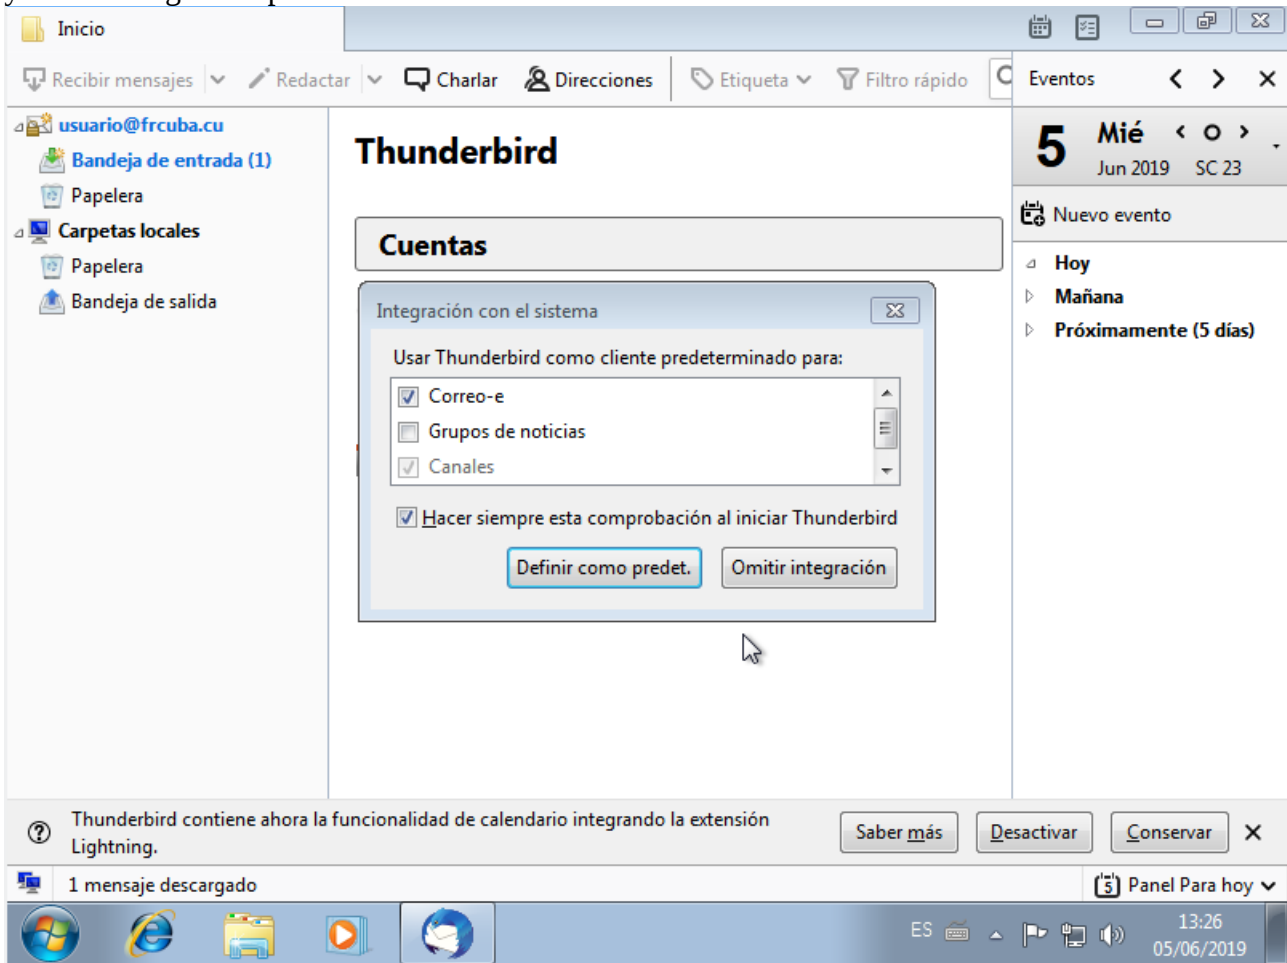 Inicio
Recibir mensajes
Redactar
Charlar
Direcciones
Etiqueta
Filtro rápido
Eventos
usuario@frcuba.cu
Bandeja de entrada (1)
Papelera
Carpetas locales
Papelera
Bandeja de salida
Thunderbird
Cuentas
Integración con el sistema
Usar Thunderbird como cliente predeterminado para:
Correo-e
Grupos de noticias
Canales
Hacer siempre esta comprobación al iniciar Thunderbird
Definir como predet.
Omitir integración
5
Mié
Jun 2019
SC 23
Nuevo evento
Hoy
Mañana
Próximamente (5 días)
Thunderbird contiene ahora la funcionalidad de calendario integrando la extensión
Lightning.
Saber más
Desactivar
Conservar
1 mensaje descargado
5
Panel Para hoy
ES
13:26
05/06/2019